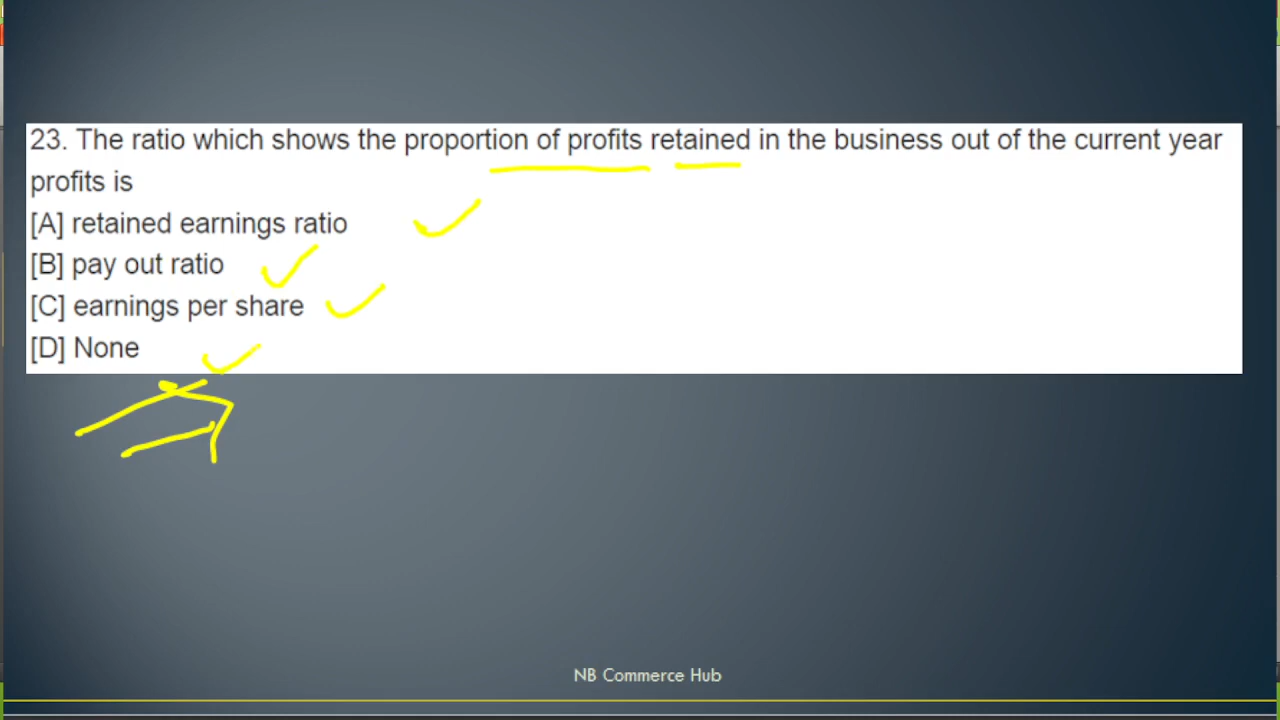 23. The ratio which shows the proportion of profits retained in the business out of the current year
profits is
[A] retained earnings ratio
[B] pay out ratio
[C] earnings per share
[D] None
NB Commerce Hub